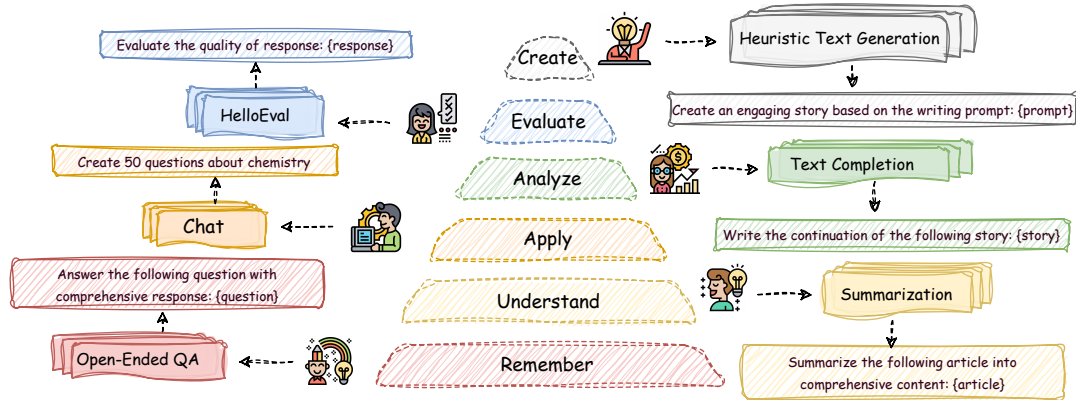 Evaluate the quality of response: {response}
HelloEval
Create 50 questions about chemistry
Chat
Answer the following question with
comprehensive response: {question}
Open-Ended QA
Create
Evaluate
Analyze
Apply
Understand
Remember
Heuristic Text Generation
Create an engaging story based on the writing prompt: {prompt}
Text Completion
Write the continuation of the following story: {story}
Summarization
Summarize the following article into
comprehensive content: {article}